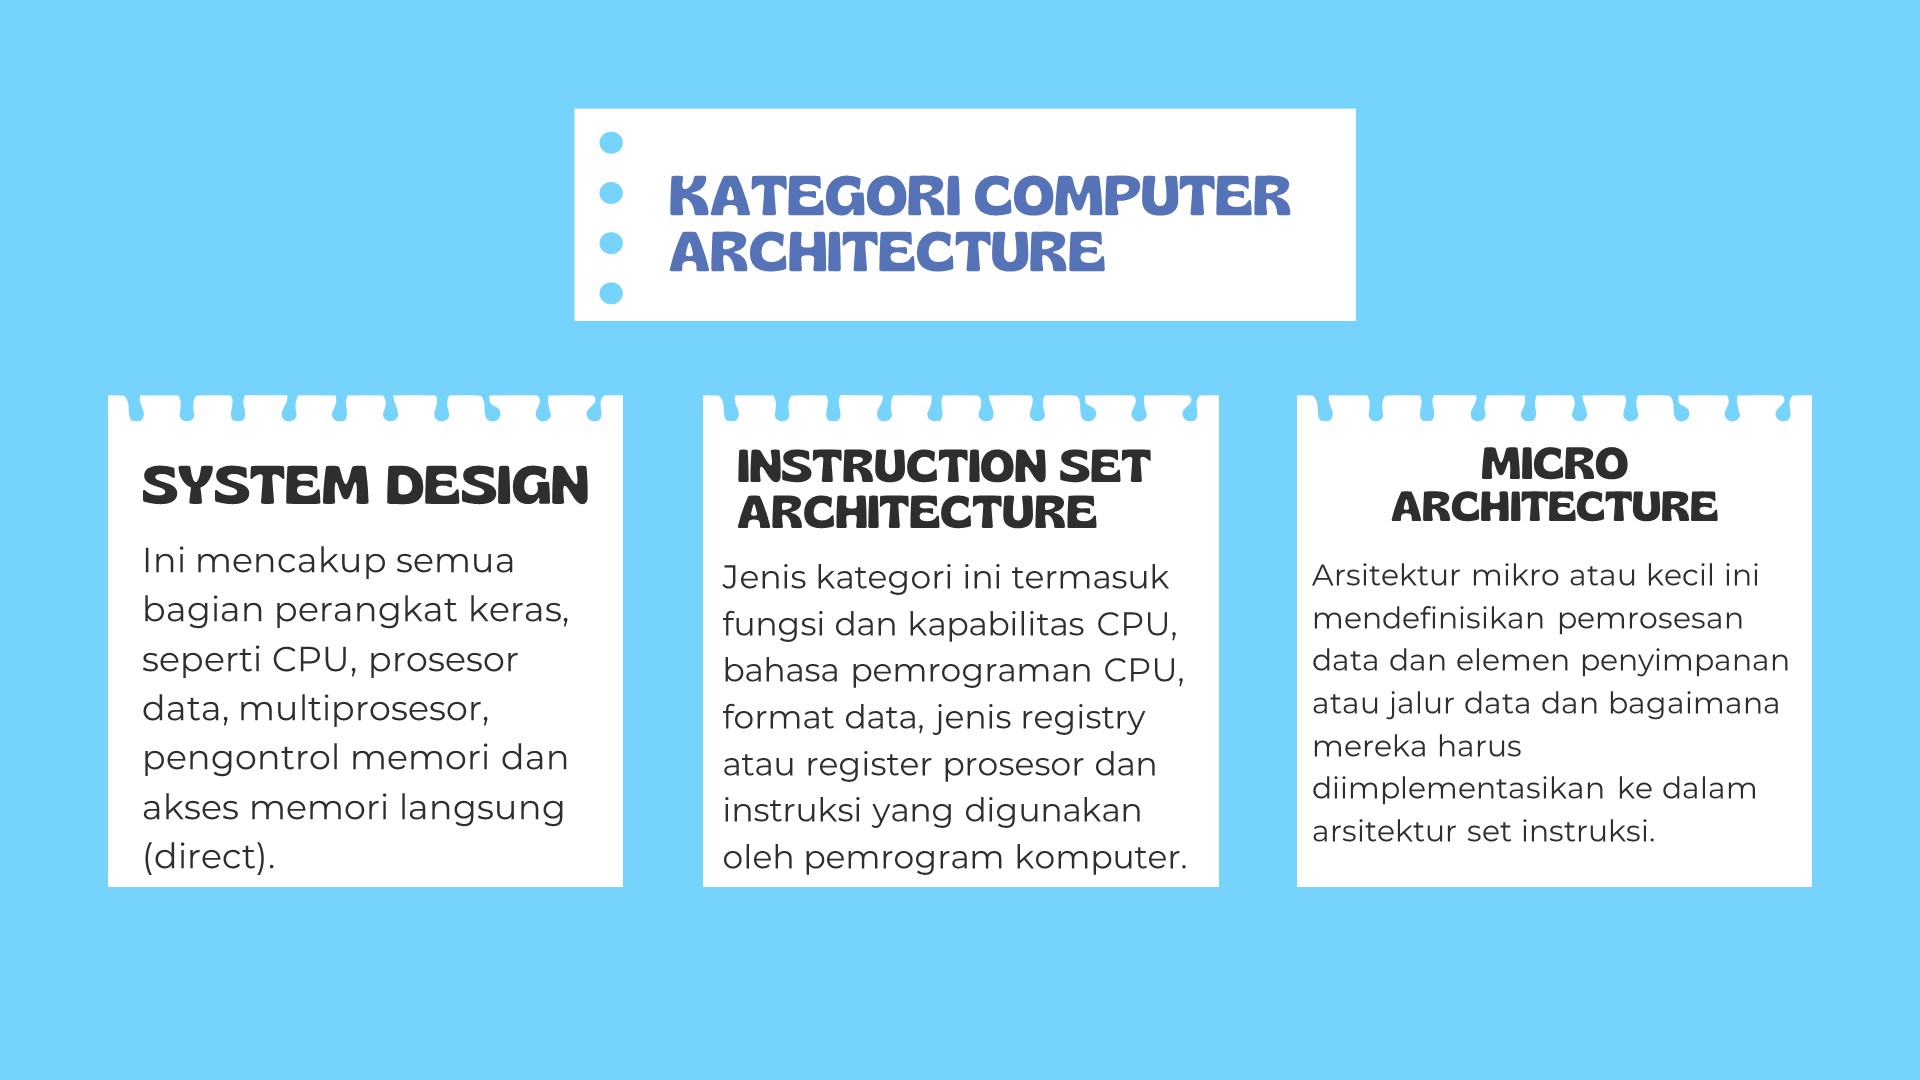 KATEGORI COMPUTER
ARCHITECTURE
SYSTEM DESIGN
Ini mencakup semua
bagian perangkat keras,
seperti CPU, prosesor
data, multiprosesor,
pengontrol memori dan
akses memori langsung
(direct).
INSTRUCTION SET
ARCHITECTURE
Jenis kategori ini termasuk
fungsi dan kapabilitas CPU,
bahasa pemrograman CPU,
format data, jenis registry
atau register prosesor dan
instruksi yang digunakan
oleh pemrogram komputer.
MICRO
ARCHITECTURE
Arsitektur mikro atau kecil ini
mendefinisikan pemrosesan
data dan elemen penyimpanan
atau jalur data dan bagaimana
mereka harus
diimplementasikan ke dalam
arsitektur set instruksi.